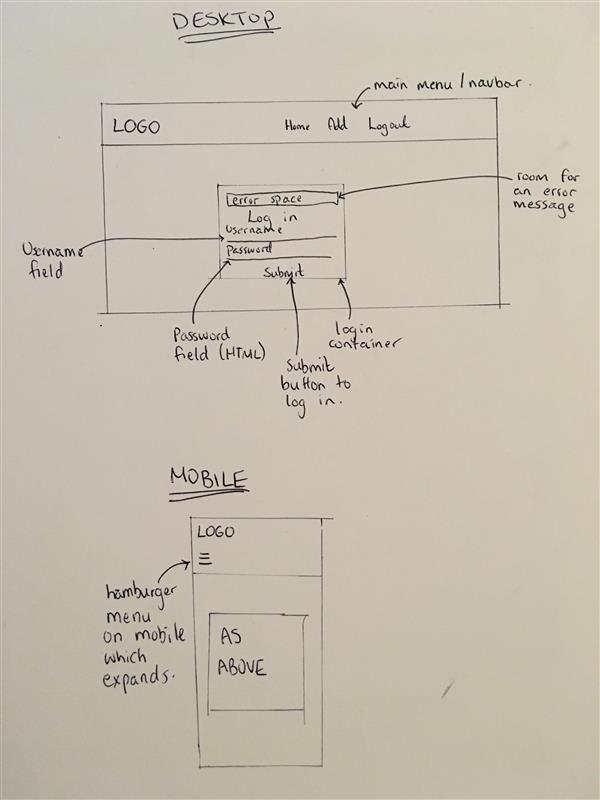 DESKTOP
main menu/navbar.
LOGO
Home Add Logout
error space
room for
an error
message
Log in
Username
Username
field
Password
Submit
Password
field (HTML)
Submit
button to
log in.
login
container
MOBILE
LOGO
hamburger
menu
on mobile
which
expands.
AS
ABOVE